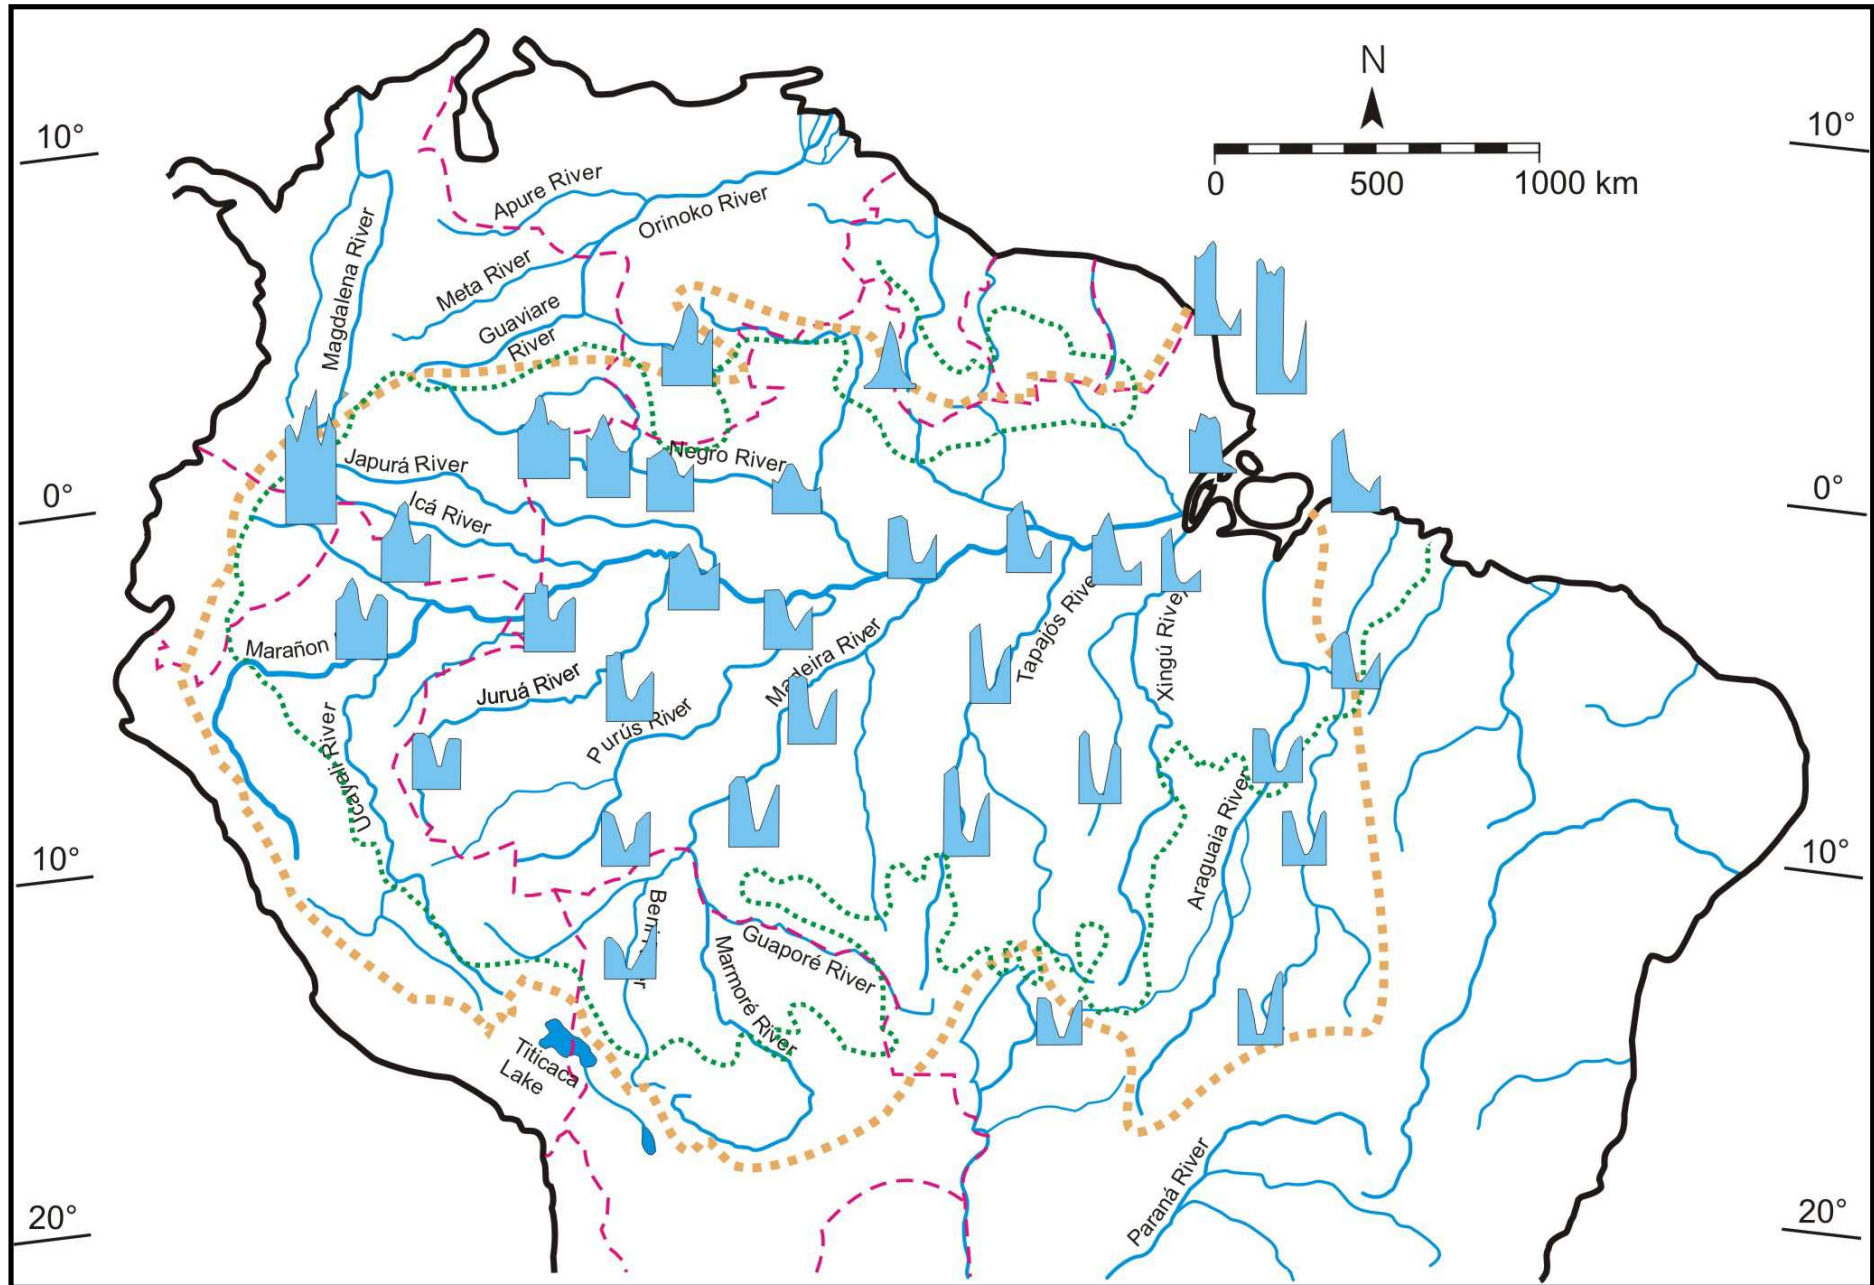 N
10°
10°
0
500
1000 km
Apure River
Orinoko River
Magdalena River
Meta River
Guaviare
River
Japurá River
Negro River
0°
0°
Icá River
Marañon
Juruá River
Purús River
Madeira River
Tapajós River
Xingú River
Ucayali River
Araguaia River
10°
10°
Beni
Guaporé River
Marmoré River
Titicaca
Lake
Paraná River
20°
20°